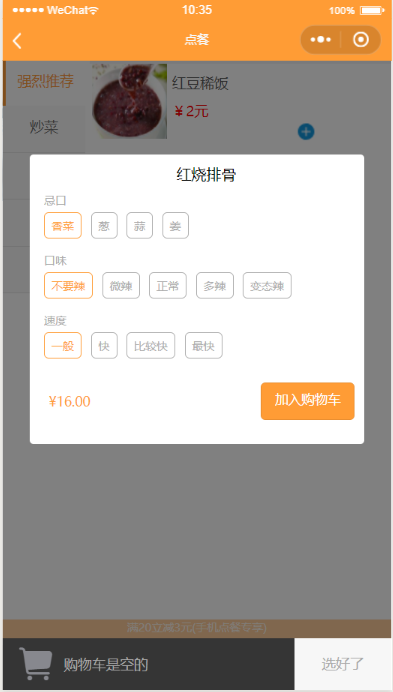 WeChat 10:35 100%
点餐
强烈推荐
红豆稀饭
¥2元
炒菜
红烧排骨
忌口
香菜 葱 蒜 姜
口味
不要辣 微辣 正常 多辣 变态辣
速度
一般 快 比较快 最快
¥16.00 加入购物车
满20立减3元(手机点餐专享)
购物车是空的 选好了